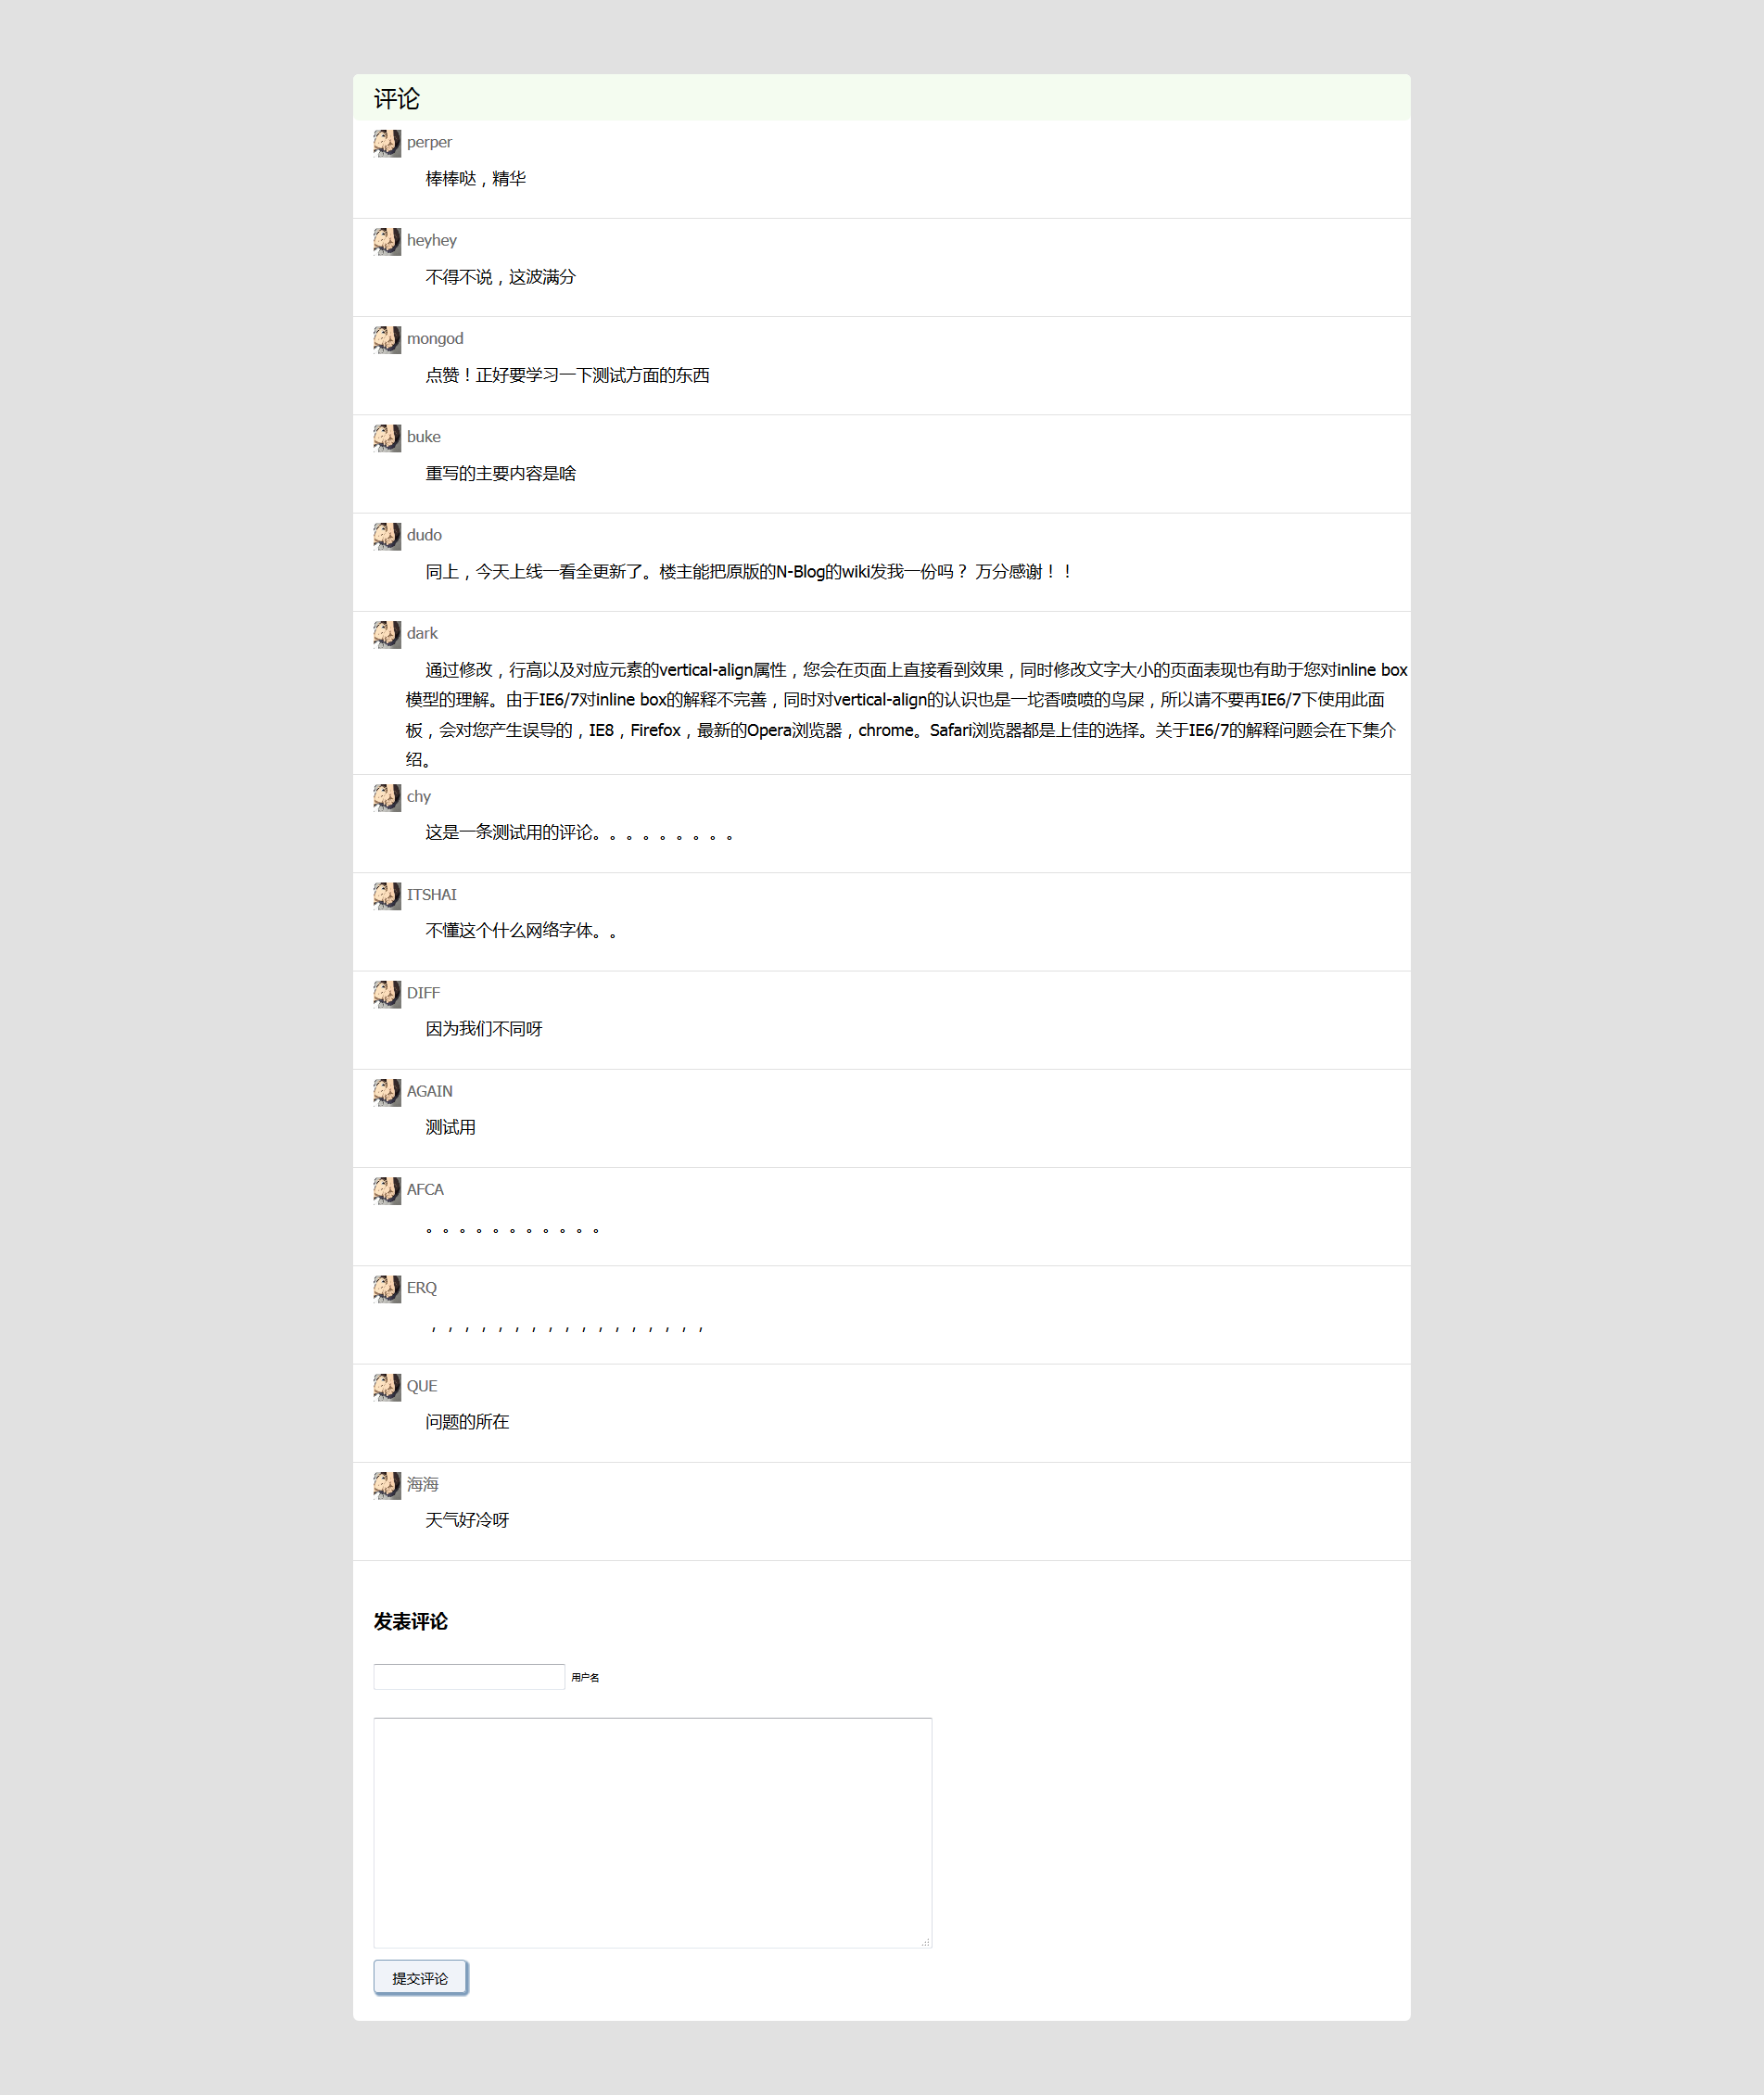 评论
perper
棒棒哒，精华
heyhey
不得不说，这波满分
mongod
点赞！正好要学习一下测试方面的东西
buke
重写的主要内容是啥
dudo
同上，今天上线一看全更新了。楼主能把原版的N-Blog的wiki发我一份吗？ 万分感谢！！
dark
通过修改，行高以及对应元素的vertical-align属性，您会在页面上直接看到效果，同时修改文字大小的页面表现也有助于您对inline box
模型的理解。由于IE6/7对inline box的解释不完善，同时对vertical-align的认识也是一坨香喷喷的鸟屎，所以请不要再IE6/7下使用此面
板，会对您产生误导的，IE8，Firefox，最新的Opera浏览器，chrome。Safari浏览器都是上佳的选择。关于IE6/7的解释问题会在下集介
绍。
chy
这是一条测试用的评论。。。。。。。。。
ITSHAI
不懂这个什么网络字体。。
DIFF
因为我们不同呀
AGAIN
测试用
AFCA
。。。。。。。。。。。
ERQ
，，，，，，，，，，，，，，，，，
QUE
问题的所在
海海
天气好冷呀
发表评论
用户名
提交评论